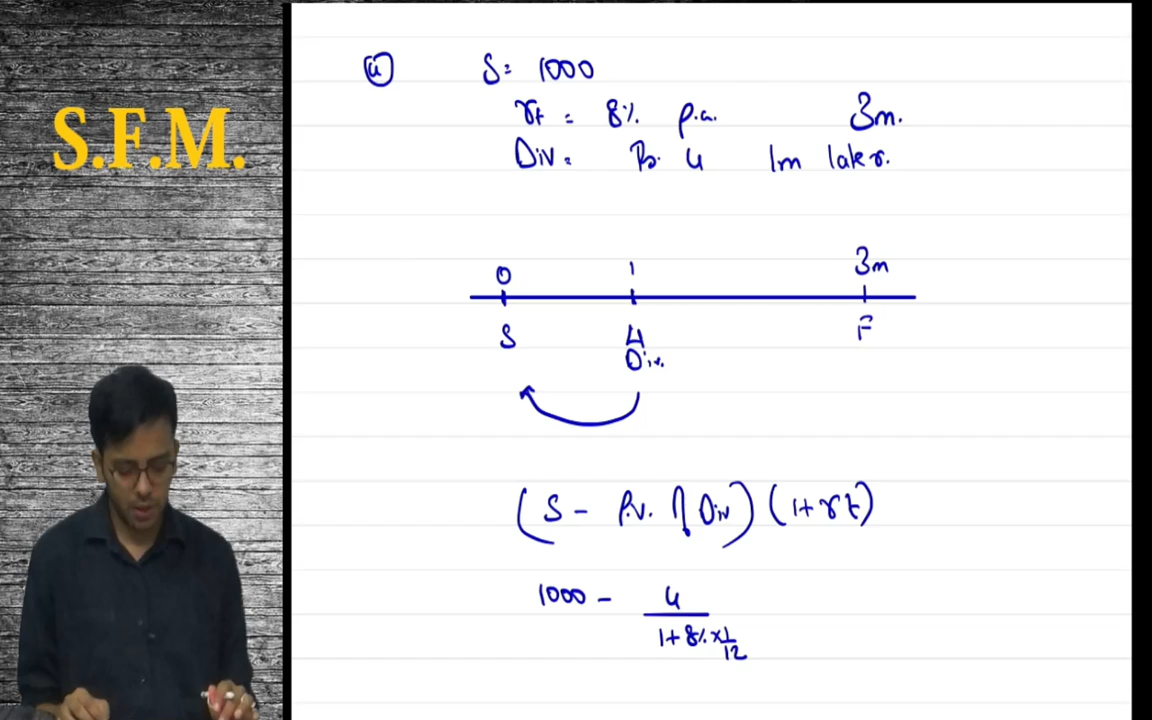 S.F.M.
ii S = 1000
rt = 8% p.a. 3m.
Div = Rs. 4 1m later.
0 1 3m
S 4 F
Div.
(S - P.V. of Div) (1 + rt)
1000 - 4
1 + 8% × 1/12